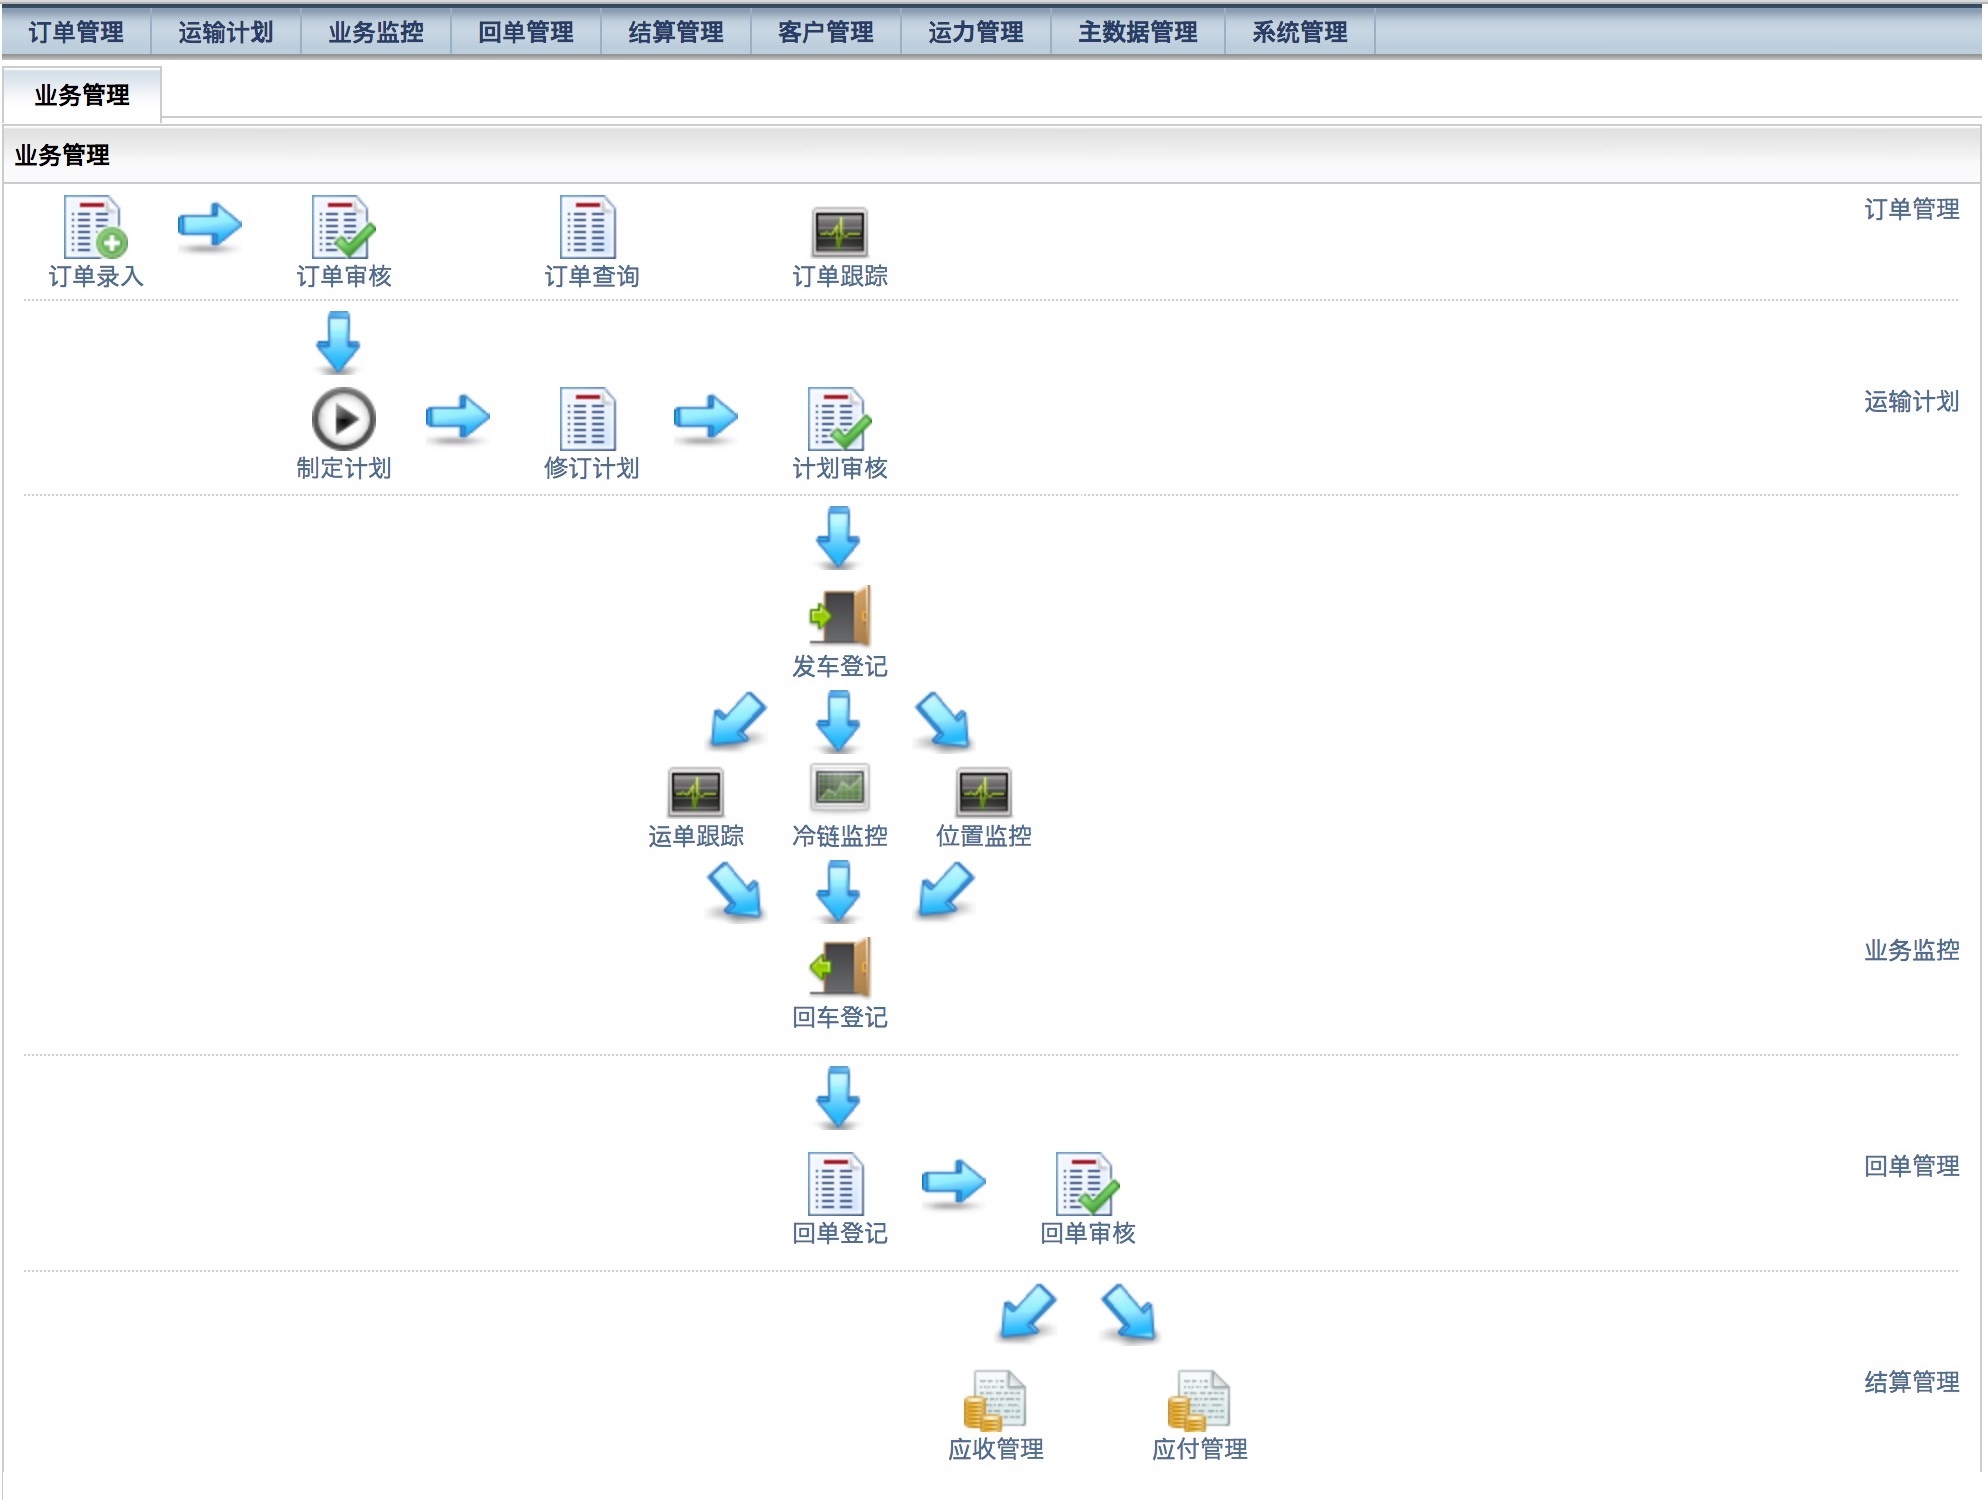 订单管理 运输计划 业务监控 回单管理 结算管理 客户管理 运力管理 主数据管理 系统管理
业务管理
业务管理
订单管理
订单录入 订单审核 订单查询 订单跟踪
运输计划
制定计划 修订计划 计划审核
发车登记
运单跟踪 冷链监控 位置监控
业务监控
回车登记
回单管理
回单登记 回单审核
结算管理
应收管理 应付管理